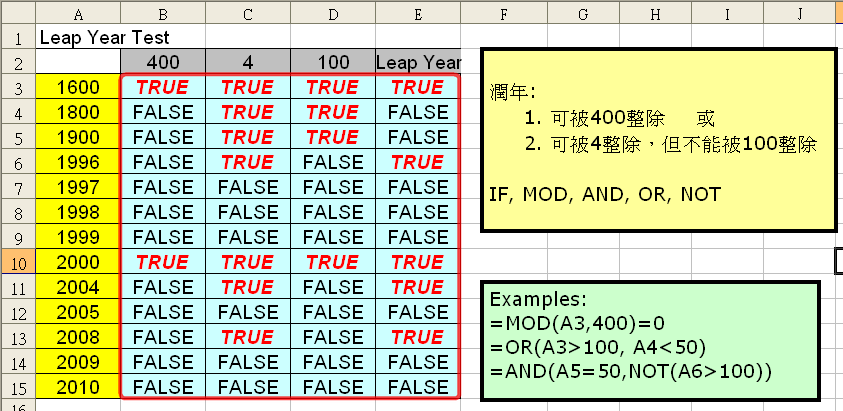 A B C D E F G H I J
1 Leap Year Test
2 400 4 100 Leap Year
3 1600 TRUE TRUE TRUE TRUE
4 1800 FALSE TRUE TRUE FALSE
5 1900 FALSE TRUE TRUE FALSE
6 1996 FALSE TRUE FALSE TRUE
7 1997 FALSE FALSE FALSE FALSE
8 1998 FALSE FALSE FALSE FALSE
9 1999 FALSE FALSE FALSE FALSE
10 2000 TRUE TRUE TRUE TRUE
11 2004 FALSE TRUE FALSE TRUE
12 2005 FALSE FALSE FALSE FALSE
13 2008 FALSE TRUE FALSE TRUE
14 2009 FALSE FALSE FALSE FALSE
15 2010 FALSE FALSE FALSE FALSE
潤年:
1. 可被400整除 或
2. 可被4整除，但不能被100整除
IF, MOD, AND, OR, NOT
Examples:
=MOD(A3,400)=0
=OR(A3>100, A4<50)
=AND(A5=50,NOT(A6>100))